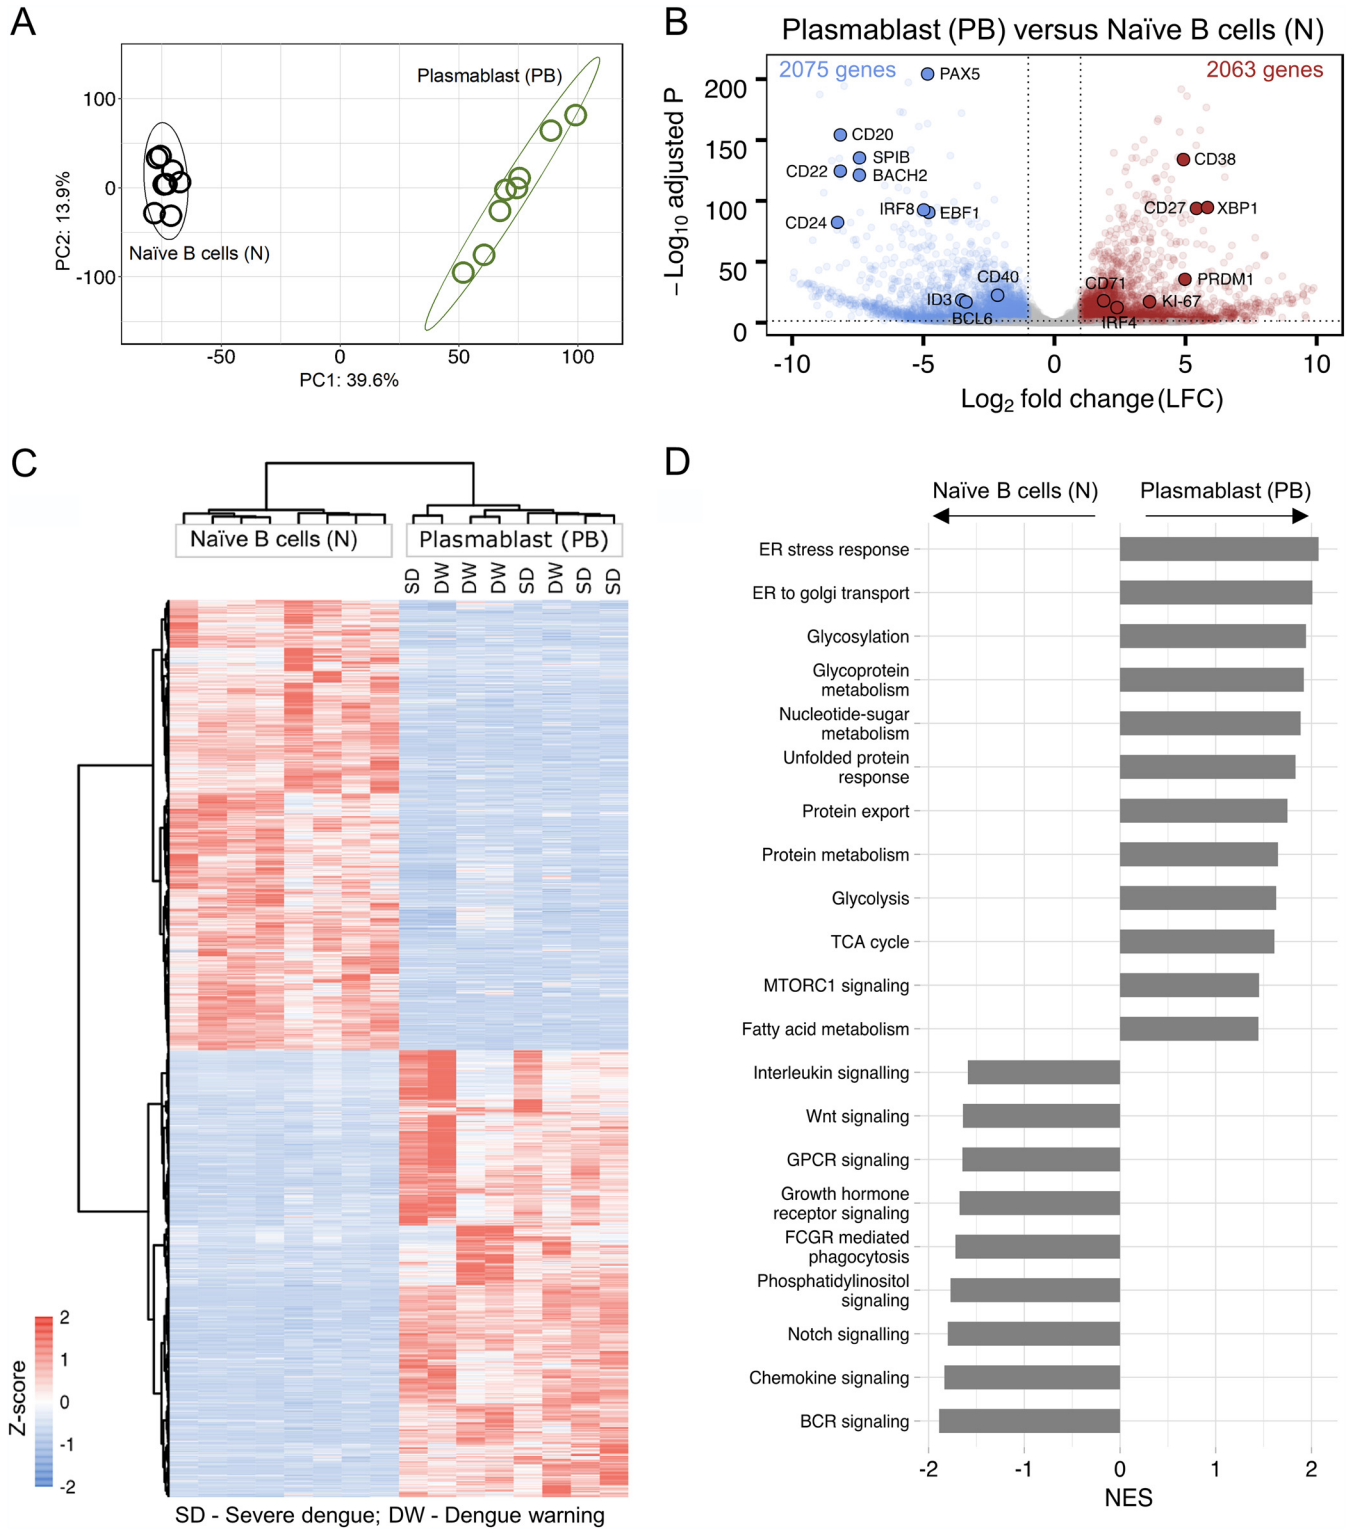 A
Plasmablast (PB)
Naïve B cells (N)
100
0
-100
PC2: 13.9%
-50
0
50
100
PC1: 39.6%
B
Plasmablast (PB) versus Naïve B cells (N)
2075 genes
2063 genes
PAX5
CD20
SPIB
CD22
BACH2
IRF8
EBF1
CD24
CD40
ID3
BCL6
CD38
CD27
XBP1
PRDM1
CD71
KI-67
IRF4
200
150
100
50
0
−Log10 adjusted P
-10
-5
0
5
10
Log2 fold change (LFC)
C
Naïve B cells (N)
Plasmablast (PB)
SD
DW
DW
DW
SD
DW
SD
SD
2
1
0
-1
-2
Z-score
SD - Severe dengue; DW - Dengue warning
D
Naïve B cells (N)
Plasmablast (PB)
ER stress response
ER to golgi transport
Glycosylation
Glycoprotein
metabolism
Nucleotide-sugar
metabolism
Unfolded protein
response
Protein export
Protein metabolism
Glycolysis
TCA cycle
MTORC1 signaling
Fatty acid metabolism
Interleukin signalling
Wnt signaling
GPCR signaling
Growth hormone
receptor signaling
FCGR mediated
phagocytosis
Phosphatidylinositol
signaling
Notch signalling
Chemokine signaling
BCR signaling
-2
-1
0
1
2
NES